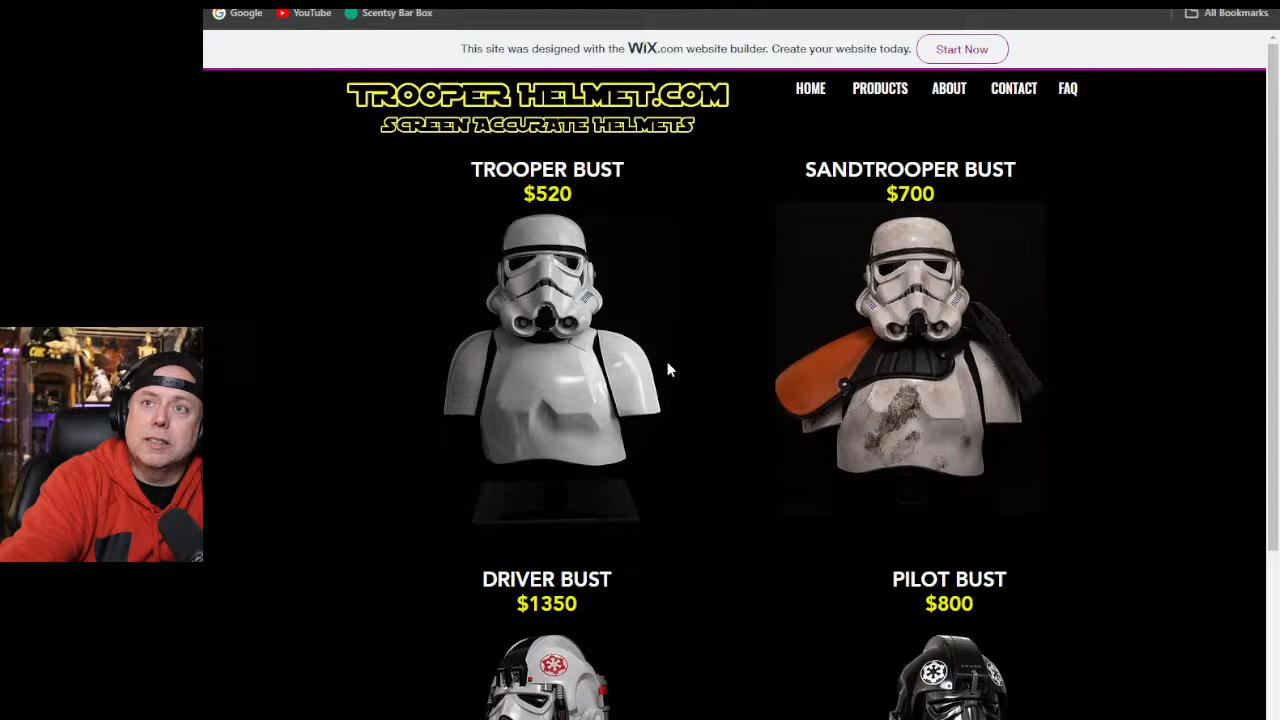 Google YouTube Scentsy Bar Box All Bookmarks
This site was designed with the WiX.com website builder. Create your website today. Start Now
TROOPER HELMET.COM
SCREEN ACCURATE HELMETS
HOME PRODUCTS ABOUT CONTACT FAQ
TROOPER BUST
$520
SANDTROOPER BUST
$700
DRIVER BUST
$1350
PILOT BUST
$800